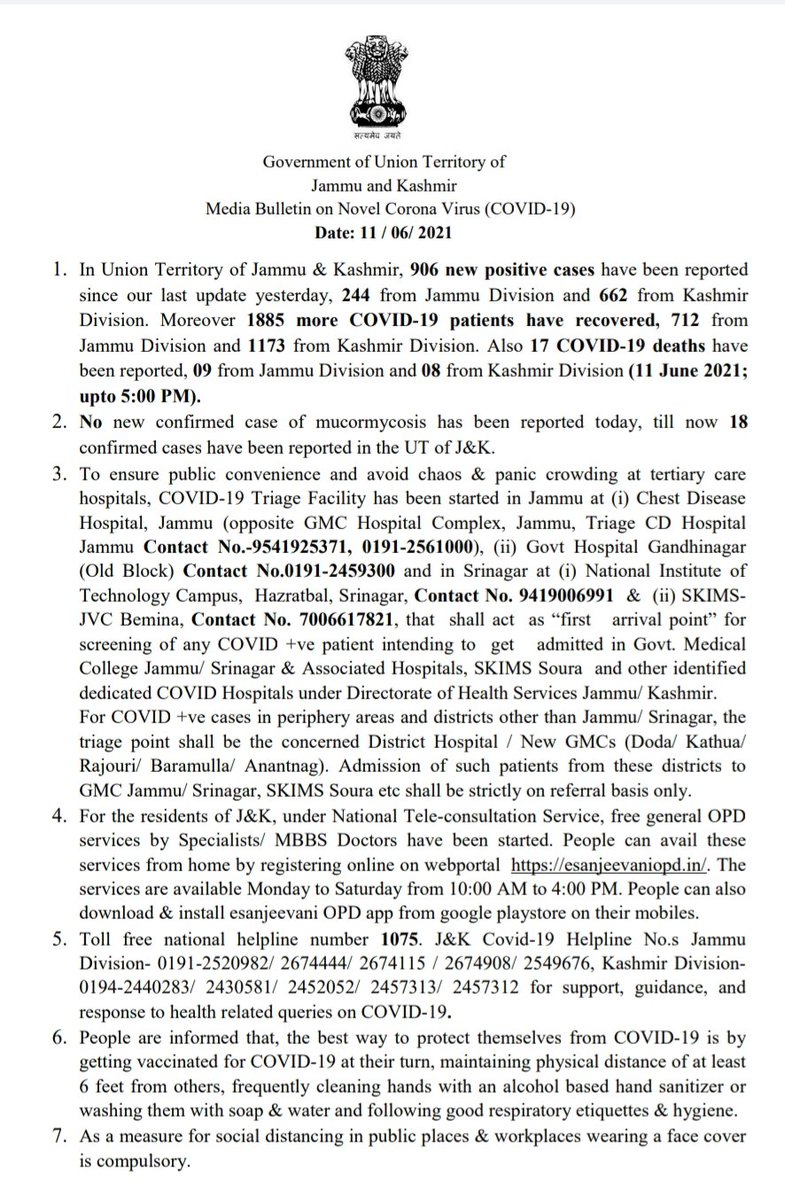 सत्यमेव जयते
Government of Union Territory of
Jammu and Kashmir
Media Bulletin on Novel Corona Virus (COVID-19)
Date: 11 / 06/ 2021
1. In Union Territory of Jammu & Kashmir, 906 new positive cases have been reported
since our last update yesterday, 244 from Jammu Division and 662 from Kashmir
Division. Moreover 1885 more COVID-19 patients have recovered, 712 from
Jammu Division and 1173 from Kashmir Division. Also 17 COVID-19 deaths have
been reported, 09 from Jammu Division and 08 from Kashmir Division (11 June 2021;
upto 5:00 PM).
2. No new confirmed case of mucormycosis has been reported today, till now 18
confirmed cases have been reported in the UT of J&K.
3. To ensure public convenience and avoid chaos & panic crowding at tertiary care
hospitals, COVID-19 Triage Facility has been started in Jammu at (i) Chest Disease
Hospital, Jammu (opposite GMC Hospital Complex, Jammu, Triage CD Hospital
Jammu Contact No.-9541925371, 0191-2561000), (ii) Govt Hospital Gandhinagar
(Old Block) Contact No.0191-2459300 and in Srinagar at (i) National Institute of
Technology Campus, Hazratbal, Srinagar, Contact No. 9419006991 & (ii) SKIMS-
JVC Bemina, Contact No. 7006617821, that shall act as “first arrival point” for
screening of any COVID +ve patient intending to get admitted in Govt. Medical
College Jammu/ Srinagar & Associated Hospitals, SKIMS Soura and other identified
dedicated COVID Hospitals under Directorate of Health Services Jammu/ Kashmir.
For COVID +ve cases in periphery areas and districts other than Jammu/ Srinagar, the
triage point shall be the concerned District Hospital / New GMCs (Doda/ Kathua/
Rajouri/ Baramulla/ Anantnag). Admission of such patients from these districts to
GMC Jammu/ Srinagar, SKIMS Soura etc shall be strictly on referral basis only.
4. For the residents of J&K, under National Tele-consultation Service, free general OPD
services by Specialists/ MBBS Doctors have been started. People can avail these
services from home by registering online on webportal https://esanjeevaniopd.in/. The
services are available Monday to Saturday from 10:00 AM to 4:00 PM. People can also
download & install esanjeevani OPD app from google playstore on their mobiles.
5. Toll free national helpline number 1075. J&K Covid-19 Helpline No.s Jammu
Division- 0191-2520982/ 2674444/ 2674115 / 2674908/ 2549676, Kashmir Division-
0194-2440283/ 2430581/ 2452052/ 2457313/ 2457312 for support, guidance, and
response to health related queries on COVID-19.
6. People are informed that, the best way to protect themselves from COVID-19 is by
getting vaccinated for COVID-19 at their turn, maintaining physical distance of at least
6 feet from others, frequently cleaning hands with an alcohol based hand sanitizer or
washing them with soap & water and following good respiratory etiquettes & hygiene.
7. As a measure for social distancing in public places & workplaces wearing a face cover
is compulsory.